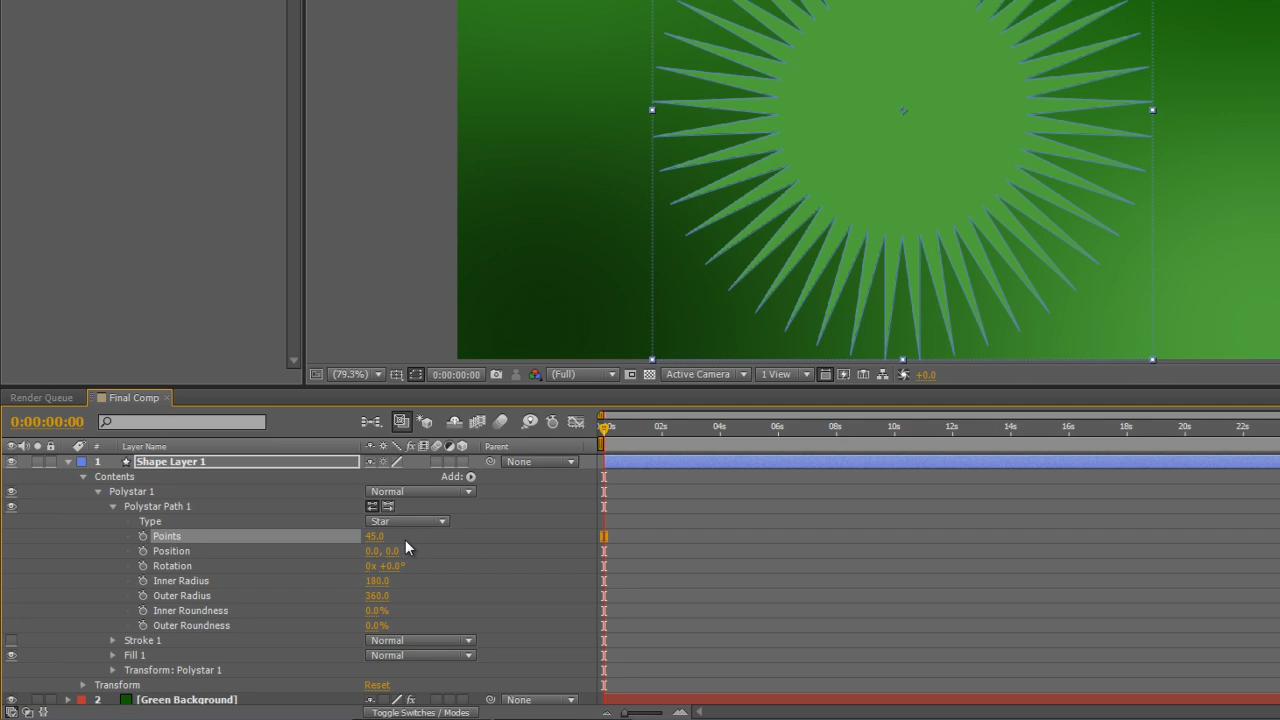 (79.3%) 0:00:00:00 (Full) Active Camera 1 View +0.0
Render Queue Final Comp ×
0:00:00:00 02s 04s 06s 08s 10s 12s 14s 16s 18s 20s 22s
# Layer Name Parent
1 Shape Layer 1 None
Contents Add:
Polystar 1 Normal
Polystar Path 1
Type Star
Points 45.0
Position 0.0, 0.0
Rotation 0x +0.0°
Inner Radius 180.0
Outer Radius 360.0
Inner Roundness 0.0%
Outer Roundness 0.0%
Stroke 1 Normal
Fill 1 Normal
Transform: Polystar 1
Transform Reset
2 [Green Background] fx None
Toggle Switches / Modes